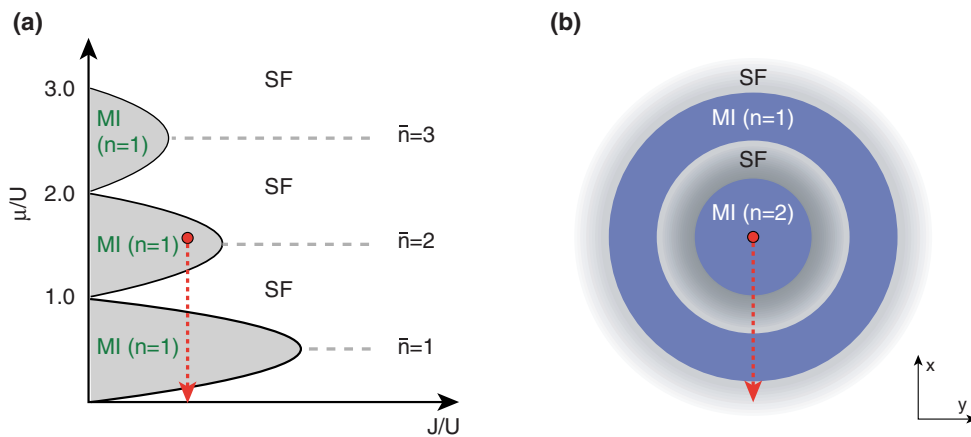 (a)
3.0
SF
MI
(n=1)
n̄=3
μ/U
2.0
SF
MI (n=1)
n̄=2
SF
1.0
MI (n=1)
n̄=1
J/U
(b)
SF
MI (n=1)
SF
MI (n=2)
x
y